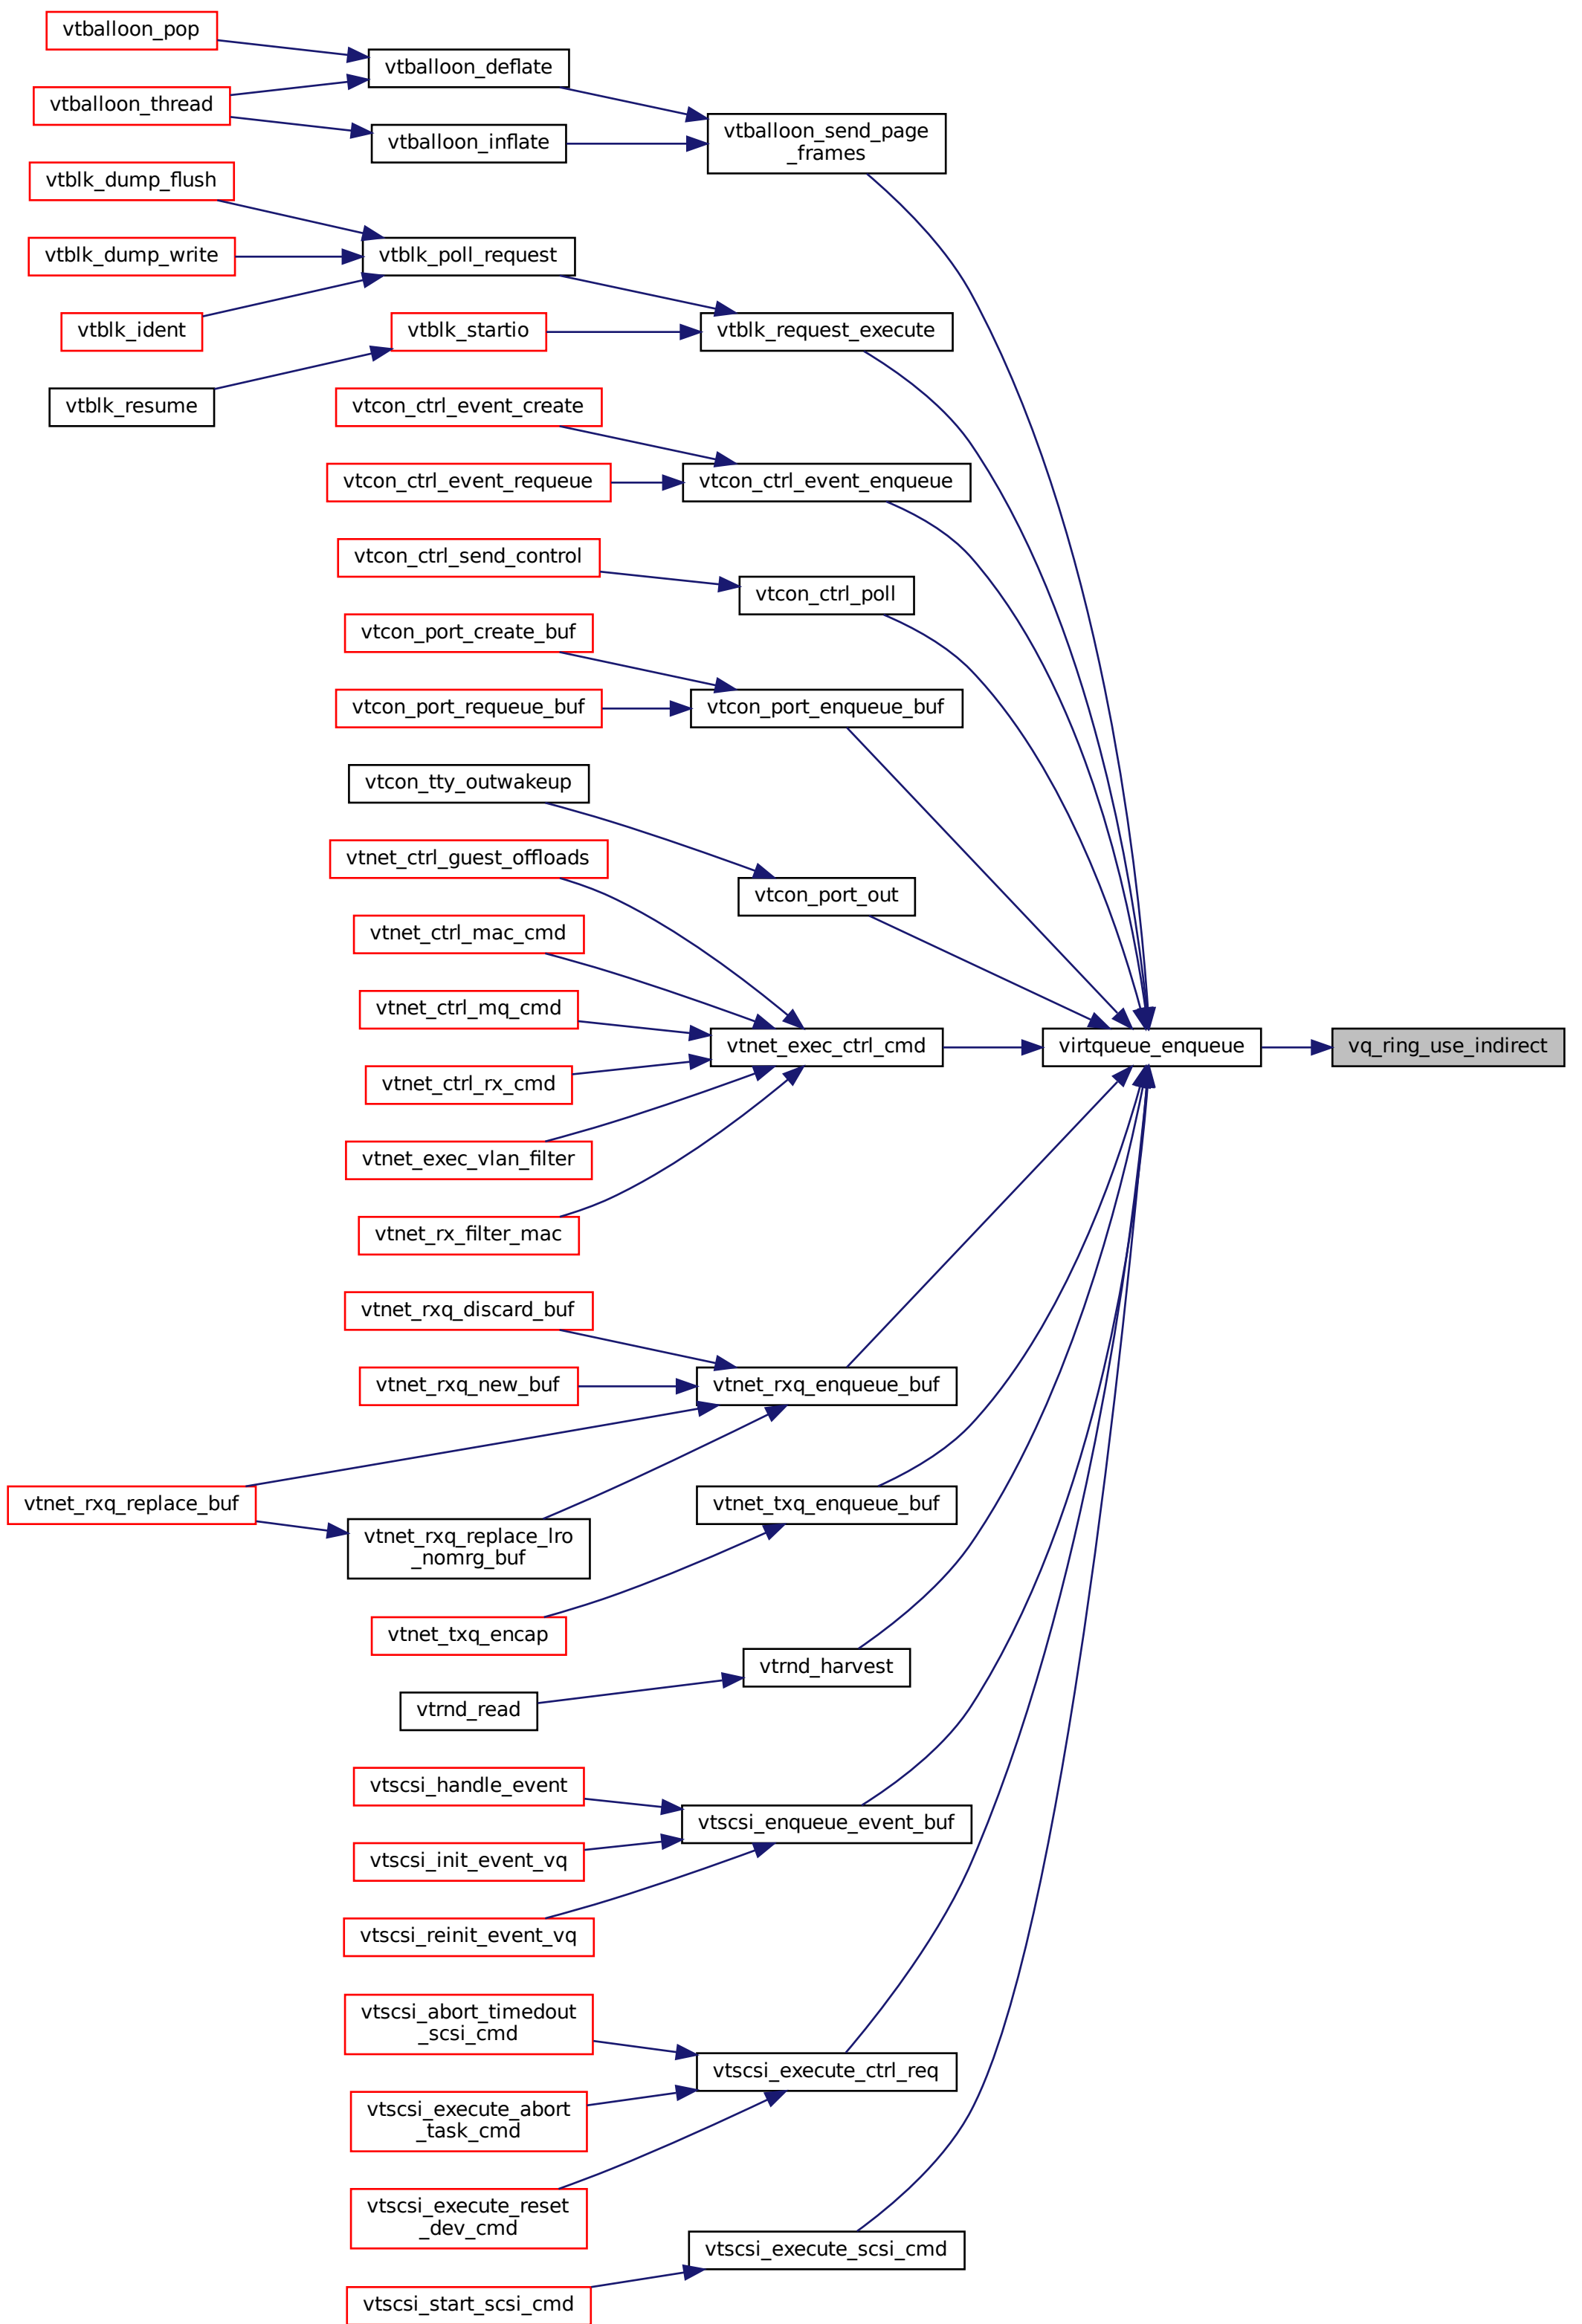 vtballoon_pop
vtballoon_deflate
vtballoon_thread
vtballoon_send_page
_frames
vtballoon_inflate
vtblk_dump_flush
vtblk_dump_write
vtblk_poll_request
vtblk_ident
vtblk_startio
vtblk_request_execute
vtblk_resume
vtcon_ctrl_event_create
vtcon_ctrl_event_requeue
vtcon_ctrl_event_enqueue
vtcon_ctrl_send_control
vtcon_ctrl_poll
vtcon_port_create_buf
vtcon_port_requeue_buf
vtcon_port_enqueue_buf
vtcon_tty_outwakeup
vtnet_ctrl_guest_offloads
vtcon_port_out
vtnet_ctrl_mac_cmd
vtnet_ctrl_mq_cmd
vtnet_exec_ctrl_cmd
virtqueue_enqueue
vq_ring_use_indirect
vtnet_ctrl_rx_cmd
vtnet_exec_vlan_filter
vtnet_rx_filter_mac
vtnet_rxq_discard_buf
vtnet_rxq_new_buf
vtnet_rxq_enqueue_buf
vtnet_rxq_replace_buf
vtnet_txq_enqueue_buf
vtnet_rxq_replace_lro
_nomrg_buf
vtnet_txq_encap
vtrnd_harvest
vtrnd_read
vtscsi_handle_event
vtscsi_enqueue_event_buf
vtscsi_init_event_vq
vtscsi_reinit_event_vq
vtscsi_abort_timedout
_scsi_cmd
vtscsi_execute_ctrl_req
vtscsi_execute_abort
_task_cmd
vtscsi_execute_reset
_dev_cmd
vtscsi_execute_scsi_cmd
vtscsi_start_scsi_cmd